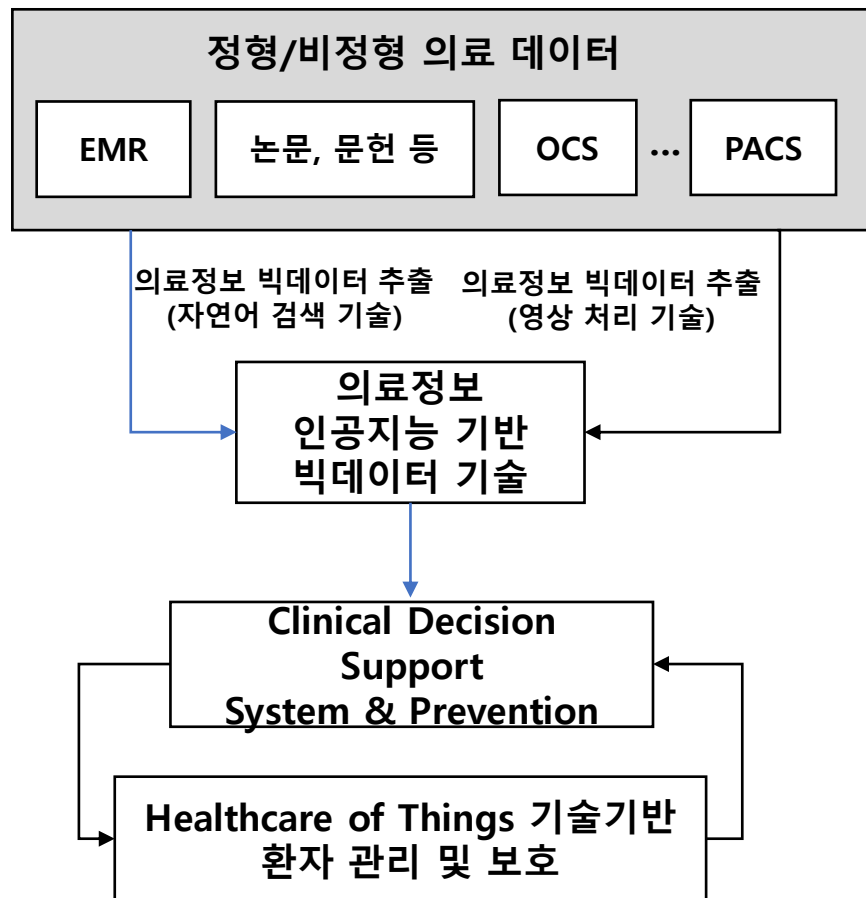 정형/비정형 의료 데이터
EMR
논문, 문헌 등
OCS
...
PACS
의료정보 빅데이터 추출
(자연어 검색 기술)
의료정보 빅데이터 추출
(영상 처리 기술)
의료정보
인공지능 기반
빅데이터 기술
Clinical Decision
Support
System & Prevention
Healthcare of Things 기술기반
환자 관리 및 보호